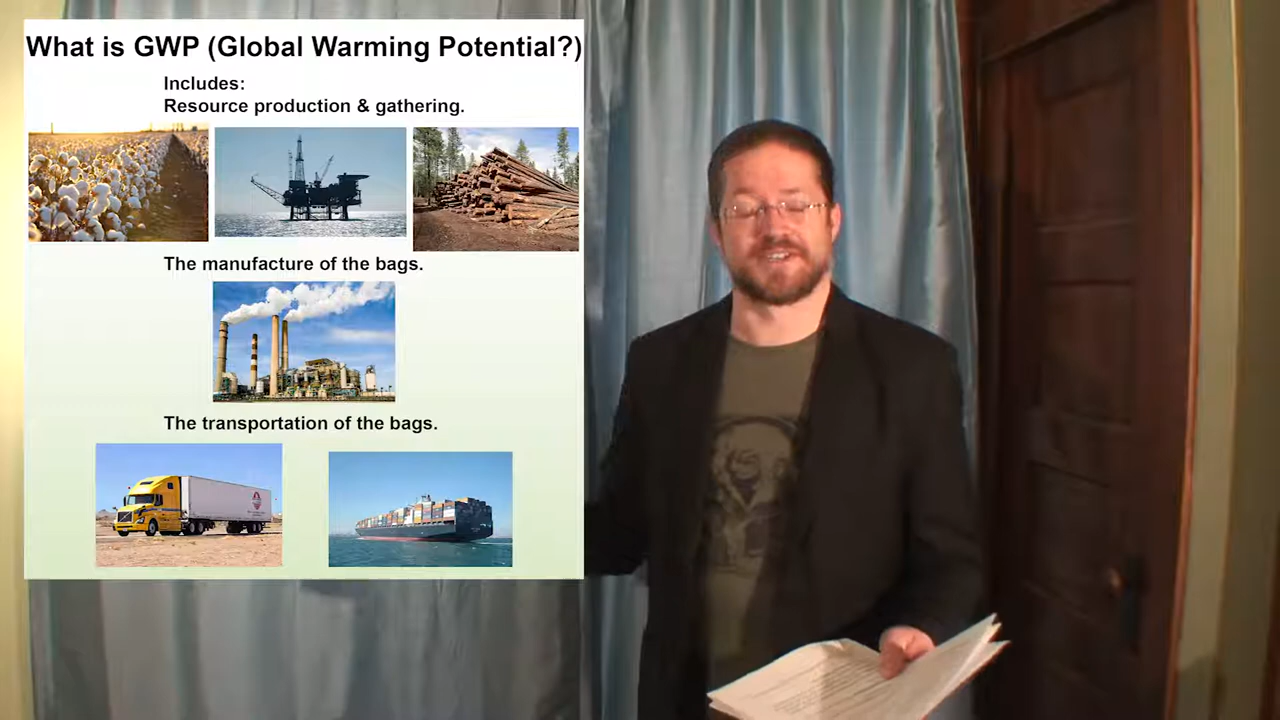 What is GWP (Global Warming Potential?)
Includes:
Resource production & gathering.
The manufacture of the bags.
The transportation of the bags.